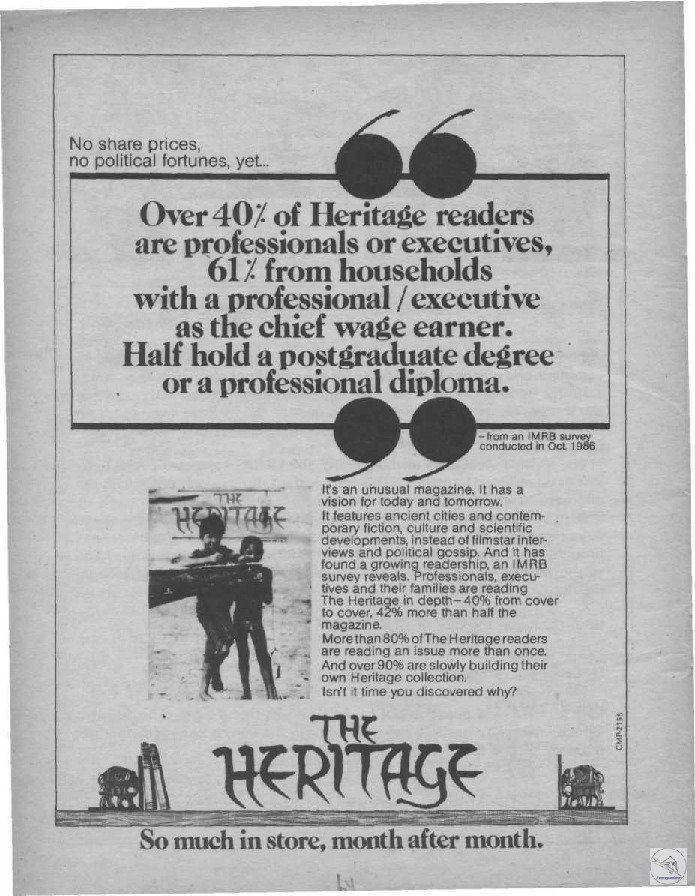 No share prices,
no political fortunes, yet...
Over 40% of Heritage readers
are professionals or executives,
61% from households
with a professional / executive
as the chief wage earner.
Half hold a postgraduate degree
or a professional diploma.
– from an IMRB survey
conducted in Oct. 1986
It's an unusual magazine. It has a
vision for today and tomorrow.
It features ancient cities and contem-
porary fiction, culture and scientific
developments, instead of filmstar inter-
views and political gossip. And it has
found a growing readership, an IMRB
survey reveals. Professionals, execu-
tives and their families are reading
The Heritage in depth – 40% from cover
to cover, 42% more than half the
magazine.
More than 80% of The Heritage readers
are reading an issue more than once.
And over 90% are slowly building their
own Heritage collection.
Isn't it time you discovered why?
THE
HERITAGE
CMP-2195
THE
HERITAGE
So much in store, month after month.
64